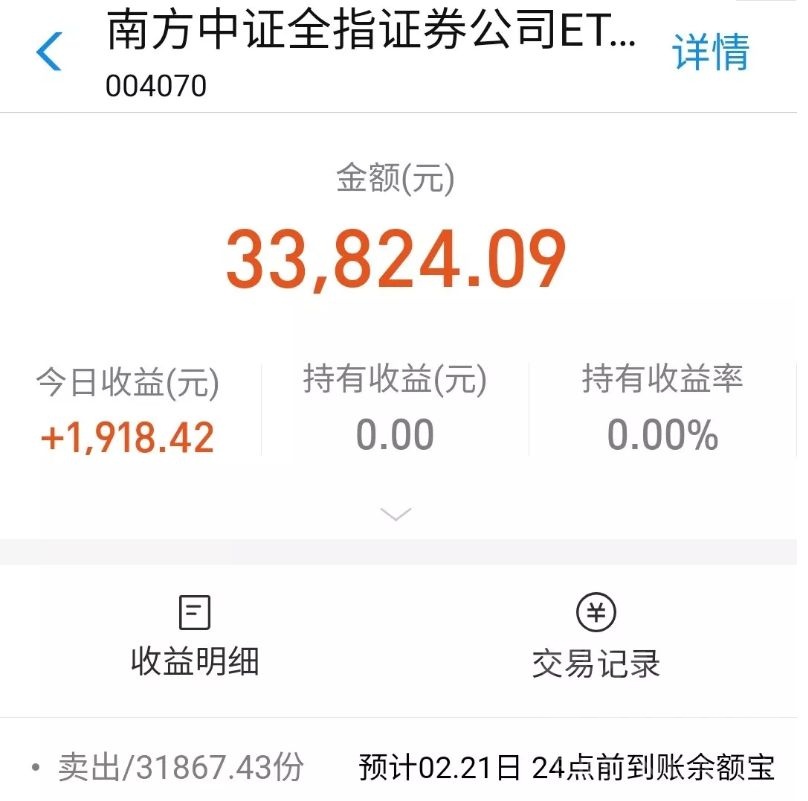 南方中证全指证券公司ET...
详情
004070
金额(元)
33,824.09
今日收益(元) 持有收益(元) 持有收益率
+1,918.42 0.00 0.00%
收益明细 交易记录
• 卖出/31867.43份 预计02.21日 24点前到账余额宝